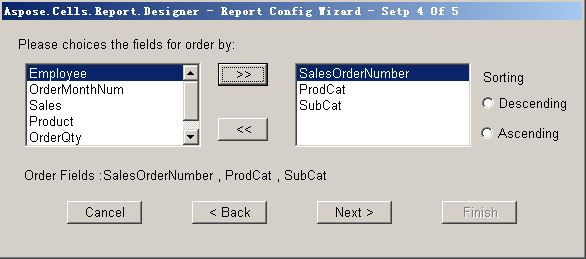 Aspose.Cells.Report.Designer - Report Config Wizard - Setp 4 Of 5
Please choices the fields for order by:
Employee
OrderMonthNum
Sales
Product
OrderQty
>>
<<
SalesOrderNumber
ProdCat
SubCat
Sorting
Descending
Ascending
Order Fields :SalesOrderNumber , ProdCat , SubCat
Cancel
< Back
Next >
Finish